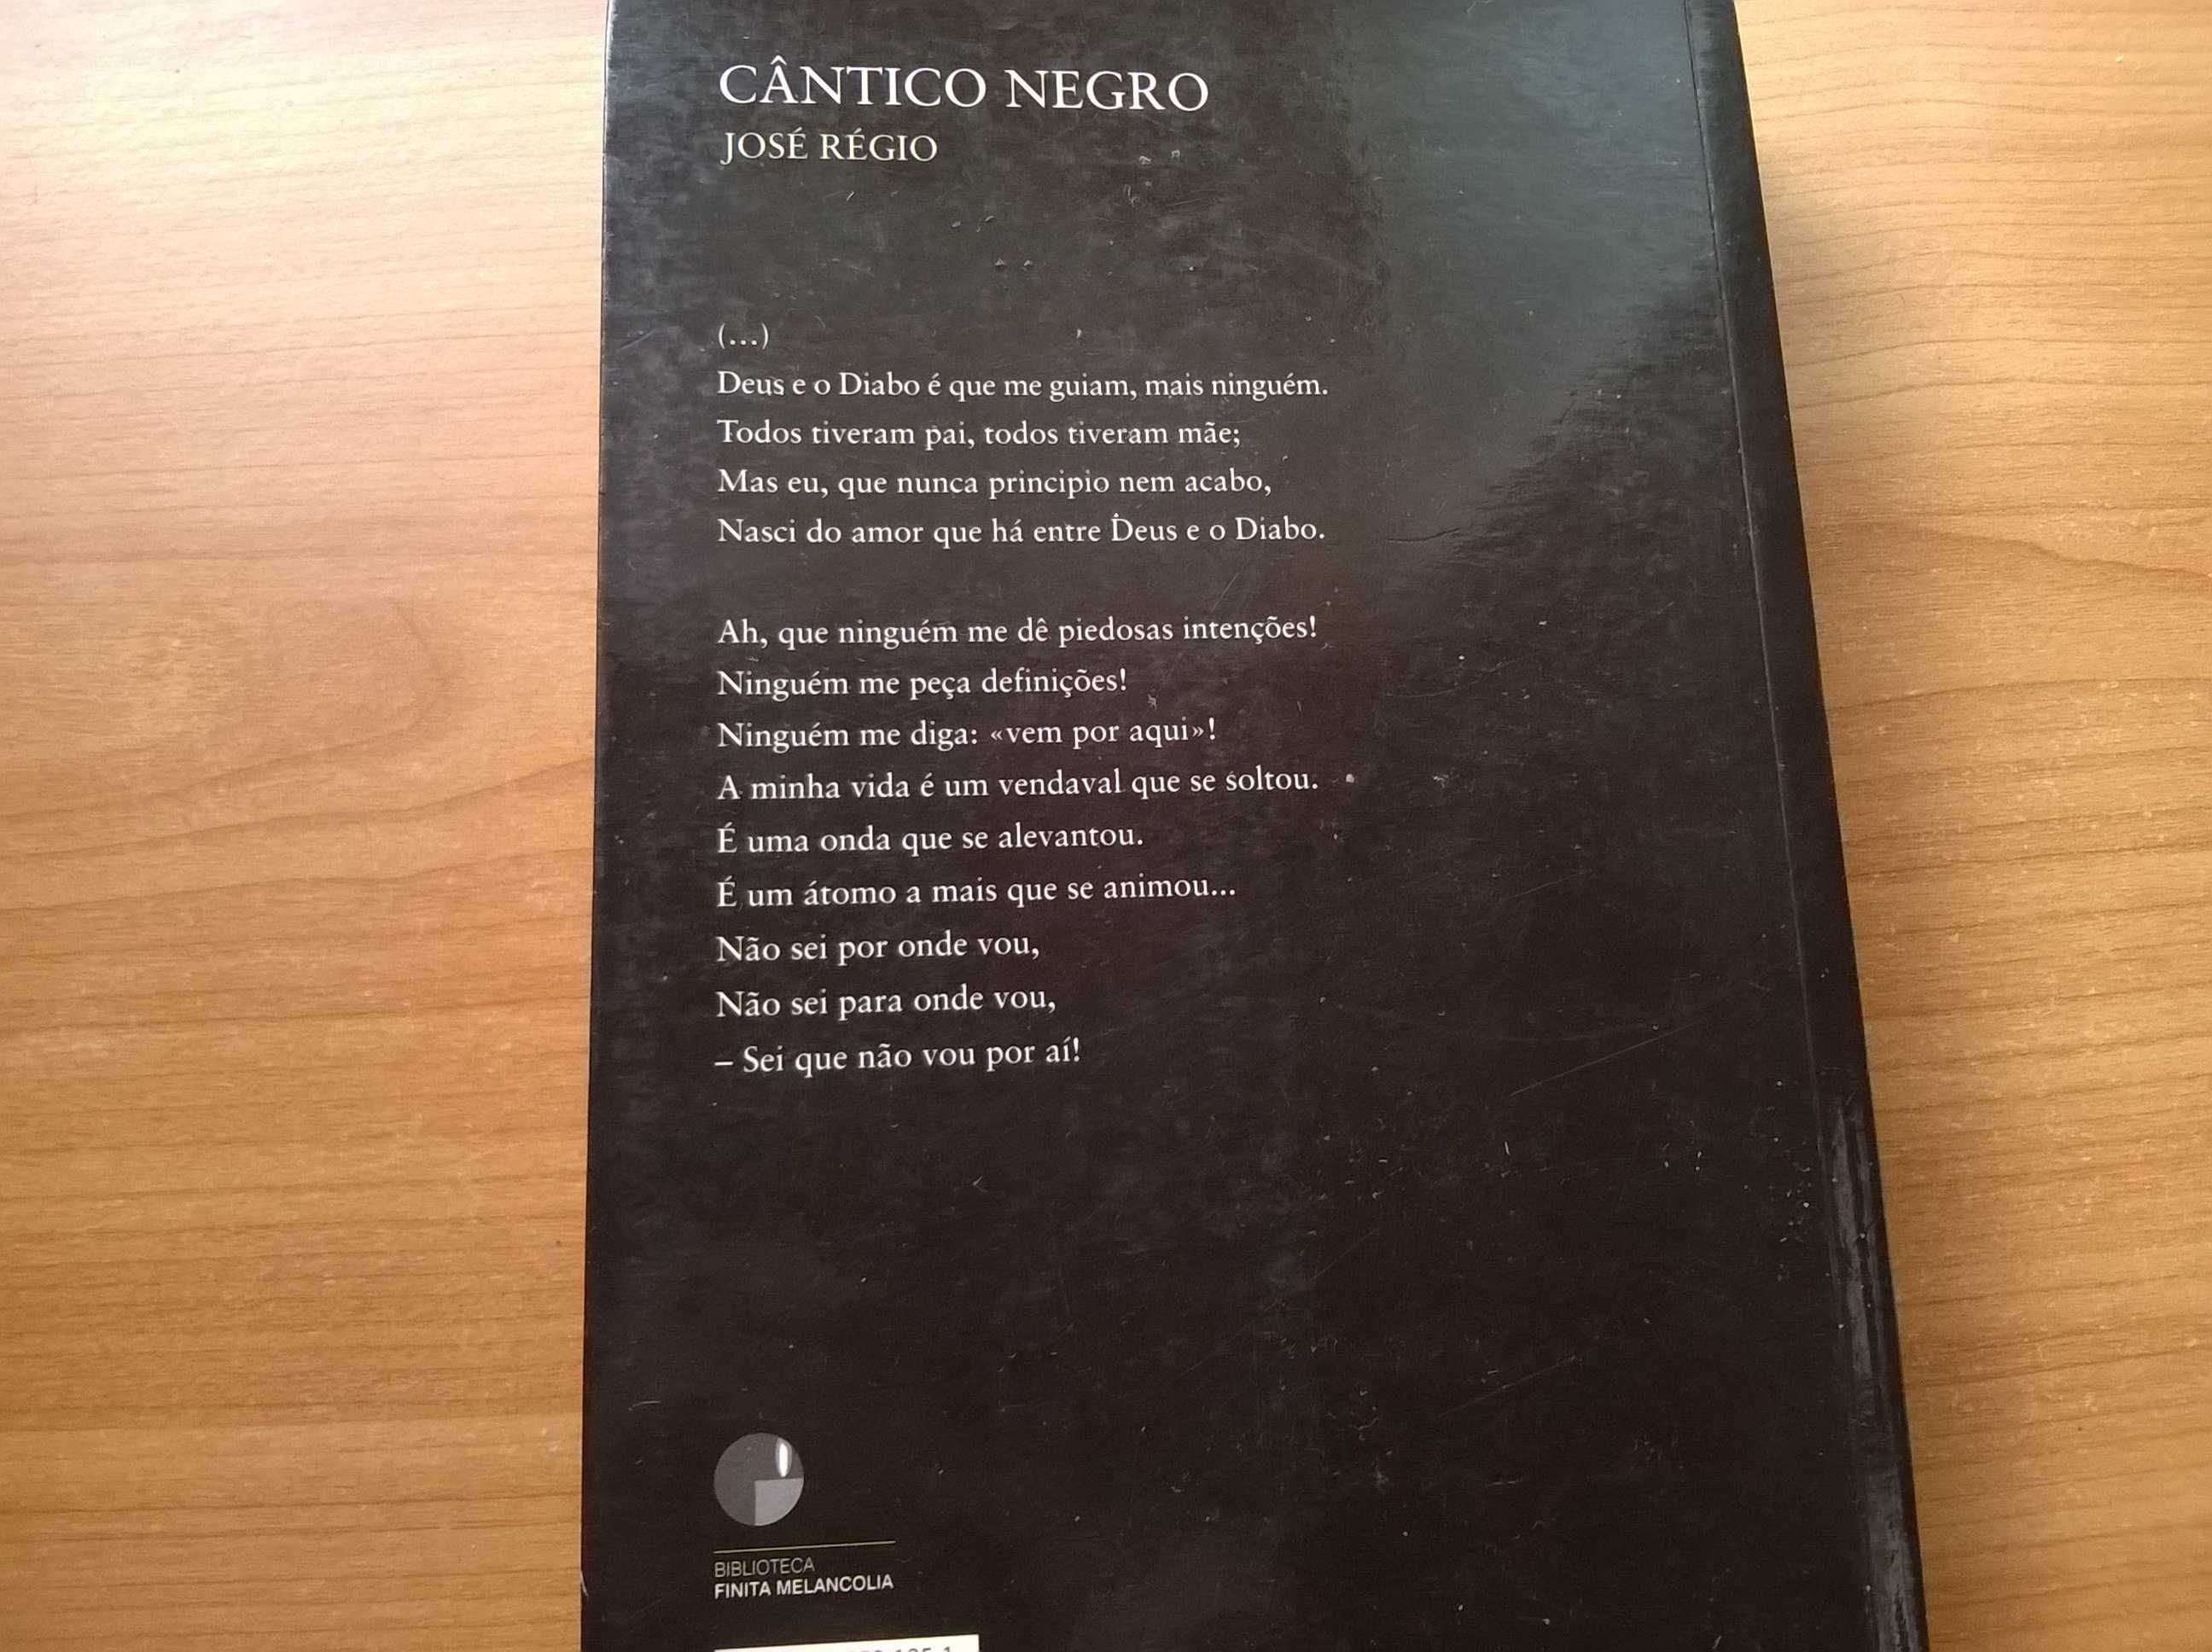 CÂNTICO NEGRO
JOSÉ RÉGIO
(...)
Deus e o Diabo é que me guiam, mais ninguém.
Todos tiveram pai, todos tiveram mãe;
Mas eu, que nunca principio nem acabo,
Nasci do amor que há entre Deus e o Diabo.
Ah, que ninguém me dê piedosas intenções!
Ninguém me peça definições!
Ninguém me diga: «vem por aqui»!
A minha vida é um vendaval que se soltou.
É uma onda que se alevantou.
É um átomo a mais que se animou...
Não sei por onde vou,
Não sei para onde vou,
– Sei que não vou por aí!
BIBLIOTECA
FINITA MELANCOLIA